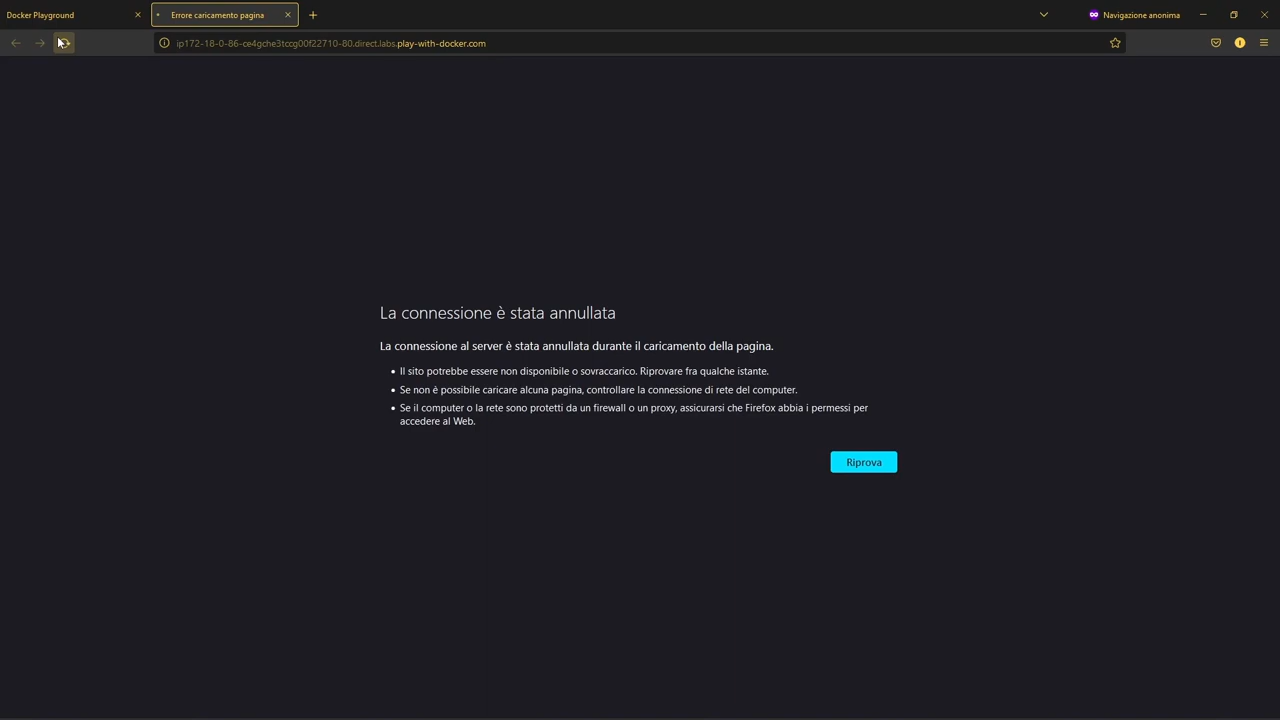 Docker Playground
Errore caricamento pagina
Navigazione anonima
ip172-18-0-86-ce4gche3tccg00f22710-80.direct.labs.play-with-docker.com
La connessione è stata annullata
La connessione al server è stata annullata durante il caricamento della pagina.
Il sito potrebbe essere non disponibile o sovraccarico. Riprovare fra qualche istante.
Se non è possibile caricare alcuna pagina, controllare la connessione di rete del computer.
Se il computer o la rete sono protetti da un firewall o un proxy, assicurarsi che Firefox abbia i permessi per
accedere al Web.
Riprova